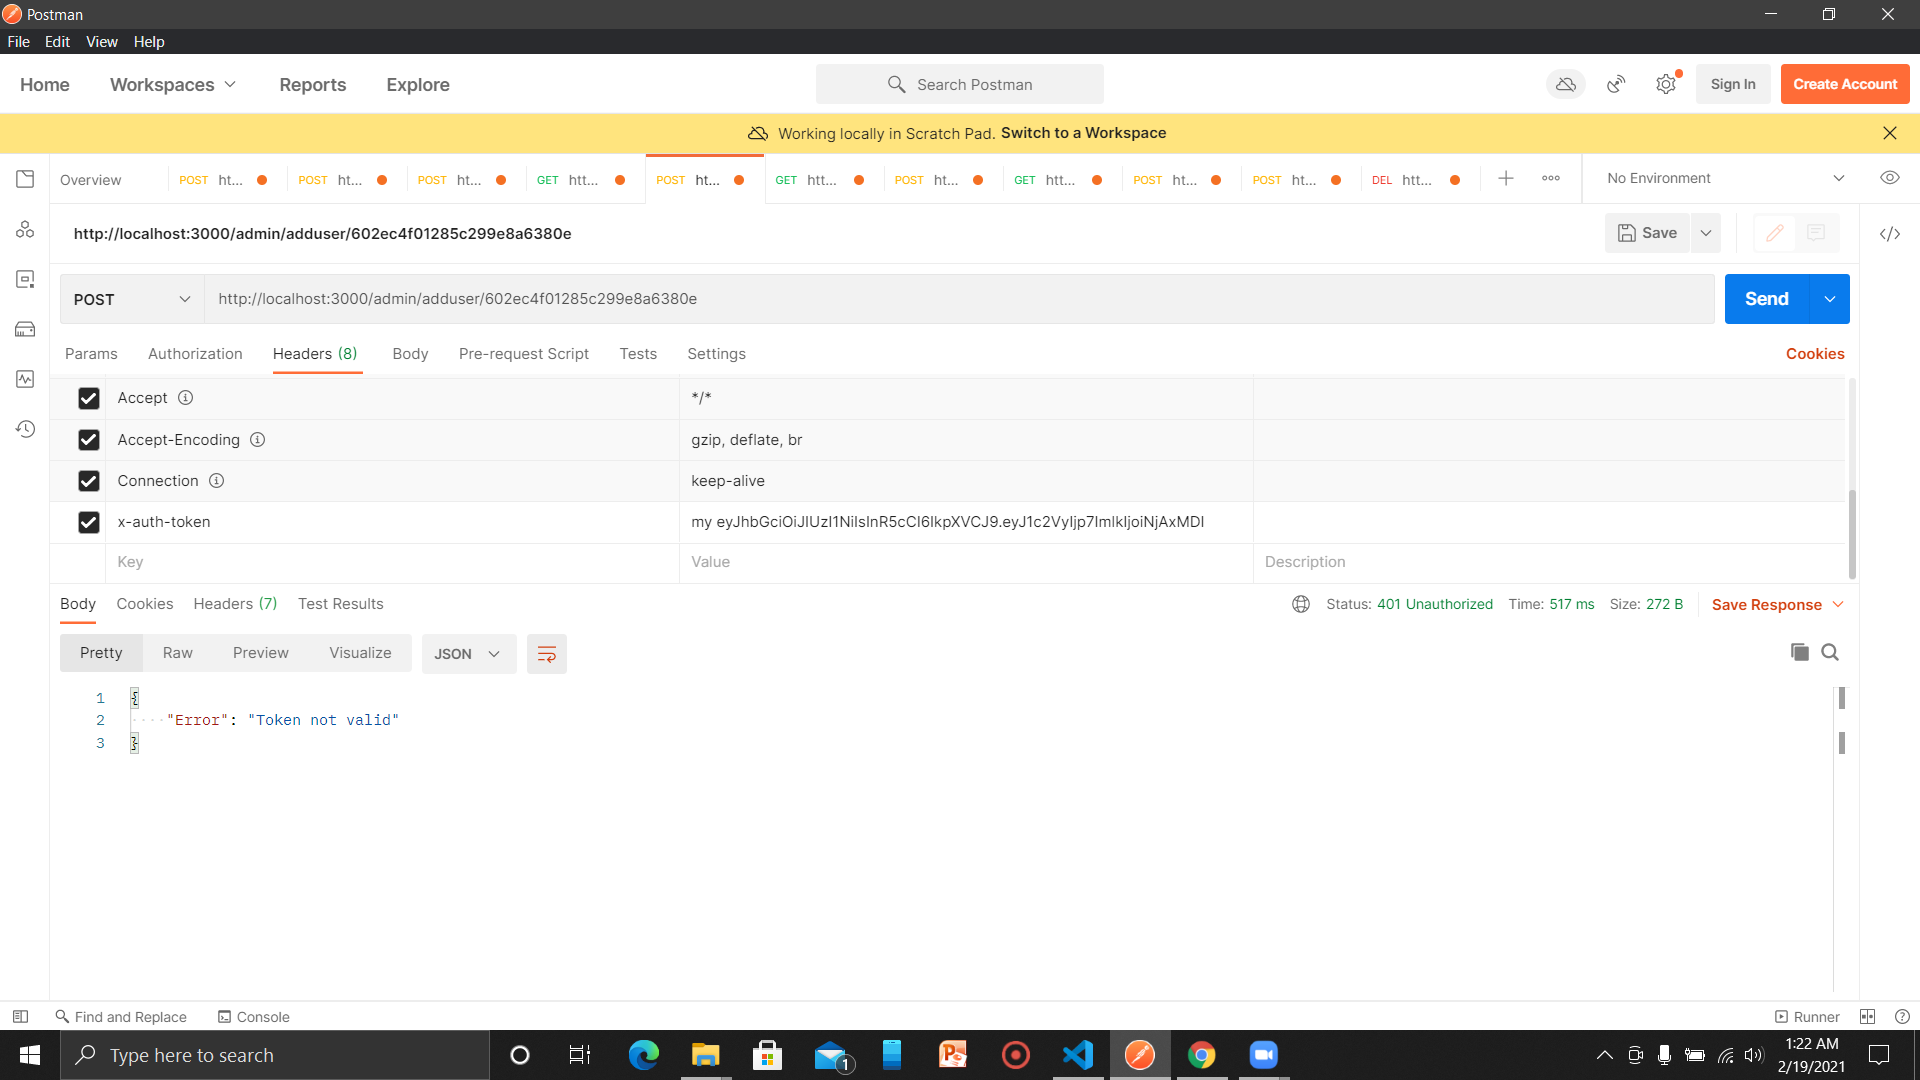 Postman
File Edit View Help
Home Workspaces Reports Explore Search Postman Sign In Create Account
Working locally in Scratch Pad. Switch to a Workspace
Overview POST ht... POST ht... POST ht... GET htt... POST ht... GET htt... POST ht... GET htt... POST ht... POST ht... DEL htt... No Environment
http://localhost:3000/admin/adduser/602ec4f01285c299e8a6380e Save
POST http://localhost:3000/admin/adduser/602ec4f01285c299e8a6380e Send
Params Authorization Headers (8) Body Pre-request Script Tests Settings Cookies
Accept */*
Accept-Encoding gzip, deflate, br
Connection keep-alive
x-auth-token my eyJhbGciOiJIUzI1NiIsInR5cCI6IkpXVCJ9.eyJ1c2VyIjp7ImlkIjoiNjAxMDI
Key Value Description
Body Cookies Headers (7) Test Results Status: 401 Unauthorized Time: 517 ms Size: 272 B Save Response
Pretty Raw Preview Visualize JSON
1 {
2 "Error": "Token not valid"
3 }
Find and Replace Console Runner
Type here to search 1 1:22 AM
2/19/2021